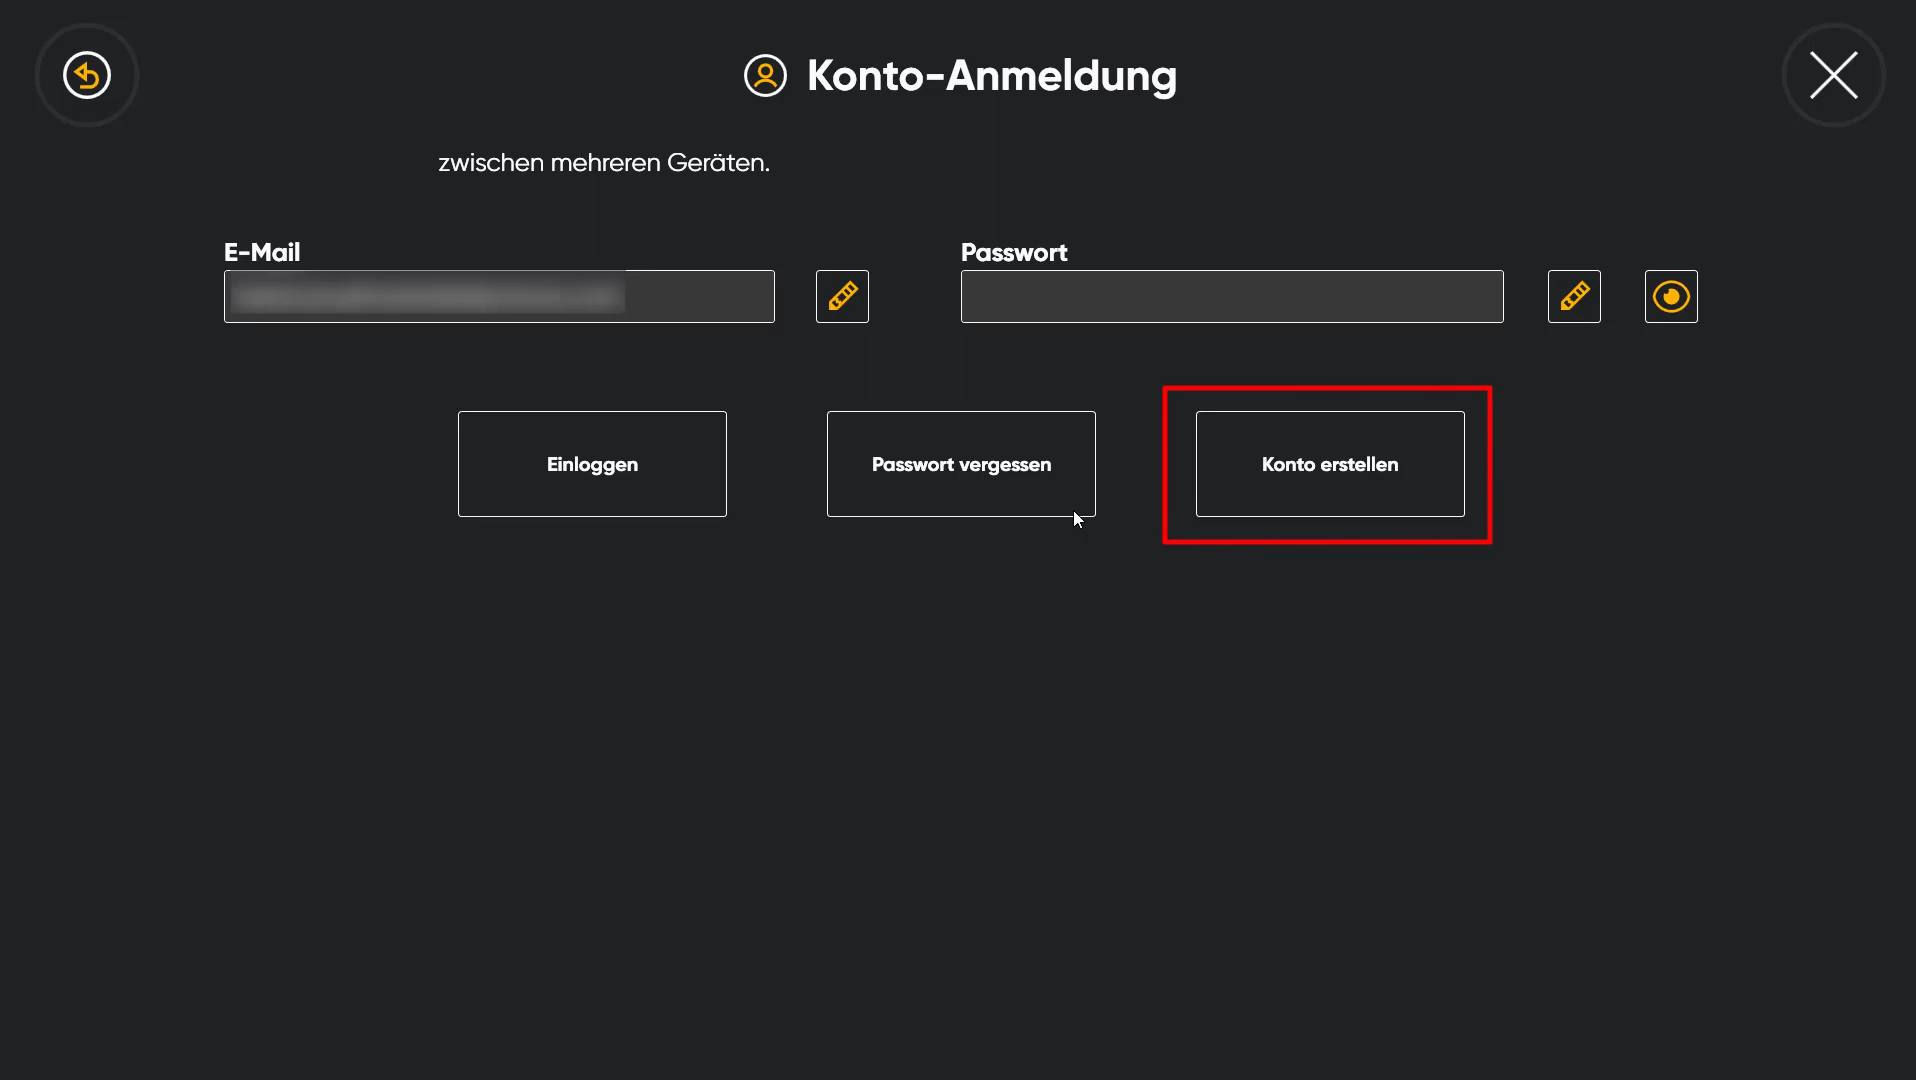 Konto-Anmeldung
zwischen mehreren Geräten.
E-Mail
Passwort
Einloggen
Passwort vergessen
Konto erstellen